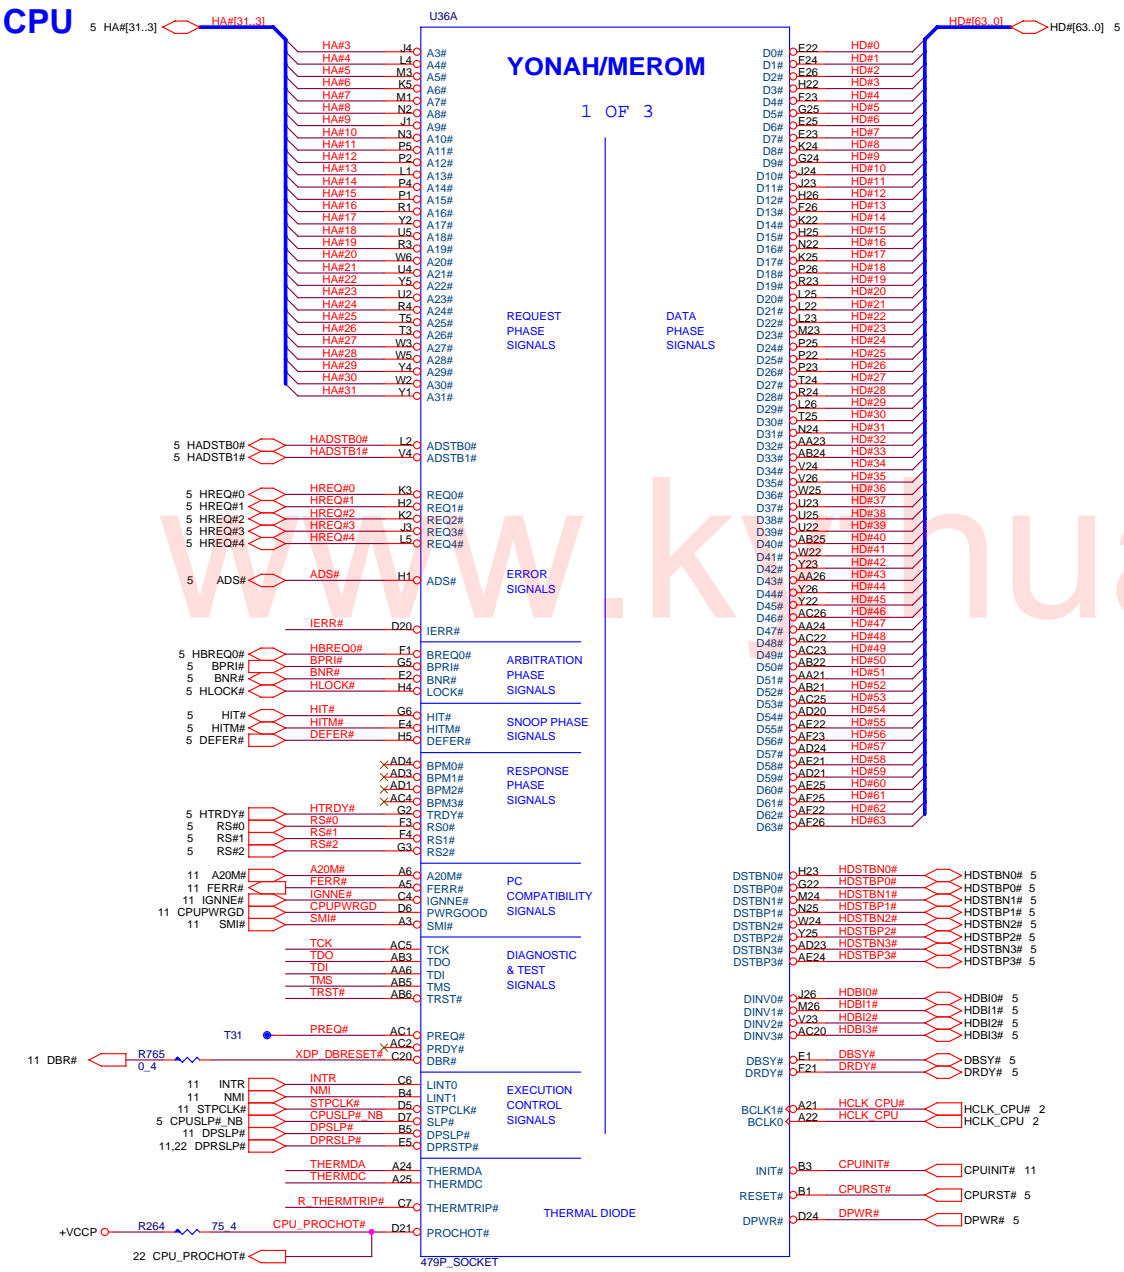 CPU
5 HA#[31..3]
HA#[31..3]
U36A
HD#[63..0]
HD#[63..0] 5
YONAH/MEROM
1 OF 3
HA#3 J4 A3#
HA#4 L4 A4#
HA#5 M3 A5#
HA#6 K5 A6#
HA#7 M1 A7#
HA#8 N2 A8#
HA#9 J1 A9#
HA#10 N3 A10#
HA#11 P5 A11#
HA#12 P2 A12#
HA#13 L1 A13#
HA#14 P4 A14#
HA#15 P1 A15#
HA#16 R1 A16#
HA#17 Y2 A17#
HA#18 U5 A18#
HA#19 R3 A19#
HA#20 W6 A20#
HA#21 U4 A21#
HA#22 Y5 A22#
HA#23 U2 A23#
HA#24 R4 A24#
HA#25 T5 A25#
HA#26 T3 A26#
HA#27 W3 A27#
HA#28 W5 A28#
HA#29 Y4 A29#
HA#30 W2 A30#
HA#31 Y1 A31#
REQUEST
PHASE
SIGNALS
DATA
PHASE
SIGNALS
D0# E22 HD#0
D1# F24 HD#1
D2# E26 HD#2
D3# H22 HD#3
D4# F23 HD#4
D5# G25 HD#5
D6# E25 HD#6
D7# E23 HD#7
D8# K24 HD#8
D9# G24 HD#9
D10# J24 HD#10
D11# J23 HD#11
D12# H26 HD#12
D13# F26 HD#13
D14# K22 HD#14
D15# H25 HD#15
D16# N22 HD#16
D17# K25 HD#17
D18# P26 HD#18
D19# R23 HD#19
D20# L25 HD#20
D21# L22 HD#21
D22# L23 HD#22
D23# M23 HD#23
D24# P25 HD#24
D25# P22 HD#25
D26# P23 HD#26
D27# T24 HD#27
D28# R24 HD#28
D29# L26 HD#29
D30# T25 HD#30
D31# N24 HD#31
D32# AA23 HD#32
D33# AB24 HD#33
D34# V24 HD#34
D35# V26 HD#35
D36# W25 HD#36
D37# U23 HD#37
D38# U25 HD#38
D39# U22 HD#39
D40# AB25 HD#40
D41# W22 HD#41
D42# Y23 HD#42
D43# AA26 HD#43
D44# Y26 HD#44
D45# Y22 HD#45
D46# AC26 HD#46
D47# AA24 HD#47
D48# AC22 HD#48
D49# AC23 HD#49
D50# AB22 HD#50
D51# AA21 HD#51
D52# AB21 HD#52
D53# AC25 HD#53
D54# AD20 HD#54
D55# AE22 HD#55
D56# AF23 HD#56
D57# AD24 HD#57
D58# AE21 HD#58
D59# AD21 HD#59
D60# AE25 HD#60
D61# AF25 HD#61
D62# AF22 HD#62
D63# AF26 HD#63
5 HADSTB0# HADSTB0# L2 ADSTB0#
5 HADSTB1# HADSTB1# V4 ADSTB1#
5 HREQ#0 HREQ#0 K3 REQ0#
5 HREQ#1 HREQ#1 H2 REQ1#
5 HREQ#2 HREQ#2 K2 REQ2#
5 HREQ#3 HREQ#3 J3 REQ3#
5 HREQ#4 HREQ#4 L5 REQ4#
5 ADS# ADS# H1 ADS#
ERROR
SIGNALS
IERR# D20 IERR#
5 HBREQ0# HBREQ0# F1 BREQ0#
5 BPRI# BPRI# G5 BPRI#
5 BNR# BNR# E2 BNR#
5 HLOCK# HLOCK# H4 LOCK#
ARBITRATION
PHASE
SIGNALS
5 HIT# HIT# G6 HIT#
5 HITM# HITM# E4 HITM#
5 DEFER# DEFER# H5 DEFER#
SNOOP PHASE
SIGNALS
AD4 BPM0#
AD3 BPM1#
AD1 BPM2#
AC4 BPM3#
5 HTRDY# HTRDY# G2 TRDY#
5 RS#0 RS#0 F3 RS0#
5 RS#1 RS#1 F4 RS1#
5 RS#2 RS#2 G3 RS2#
RESPONSE
PHASE
SIGNALS
11 A20M# A20M# A6 A20M#
11 FERR# FERR# A5 FERR#
11 IGNNE# IGNNE# C4 IGNNE#
11 CPUPWRGD CPUPWRGD D6 PWRGOOD
11 SMI# SMI# A3 SMI#
PC
COMPATIBILITY
SIGNALS
TCK AC5 TCK
TDO AB3 TDO
TDI AA6 TDI
TMS AB5 TMS
TRST# AB6 TRST#
DIAGNOSTIC
& TEST
SIGNALS
T31 PREQ# AC1 PREQ#
AC2 PRDY#
11 DBR# R765 0_4 XDP_DBRESET# C20 DBR#
11 INTR INTR C6 LINT0
11 NMI NMI B4 LINT1
11 STPCLK# STPCLK# D5 STPCLK#
5 CPUSLP#_NB CPUSLP#_NB D7 SLP#
11 DPSLP# DPSLP# B5 DPSLP#
11,22 DPRSLP# DPRSLP# E5 DPRSTP#
EXECUTION
CONTROL
SIGNALS
THERMDA A24 THERMDA
THERMDC A25 THERMDC
R_THERMTRIP# C7 THERMTRIP#
THERMAL DIODE
+VCCP R264 75_4 CPU_PROCHOT# D21 PROCHOT#
22 CPU_PROCHOT#
479P_SOCKET
DSTBN0# H23 HDSTBN0# HDSTBN0# 5
DSTBP0# G22 HDSTBP0# HDSTBP0# 5
DSTBN1# M24 HDSTBN1# HDSTBN1# 5
DSTBP1# N25 HDSTBP1# HDSTBP1# 5
DSTBN2# W24 HDSTBN2# HDSTBN2# 5
DSTBP2# Y25 HDSTBP2# HDSTBP2# 5
DSTBN3# AD23 HDSTBN3# HDSTBN3# 5
DSTBP3# AE24 HDSTBP3# HDSTBP3# 5
DINV0# J26 HDBI0# HDBI0# 5
DINV1# M26 HDBI1# HDBI1# 5
DINV2# V23 HDBI2# HDBI2# 5
DINV3# AC20 HDBI3# HDBI3# 5
DBSY# E1 DBSY# DBSY# 5
DRDY# F21 DRDY# DRDY# 5
BCLK1# A21 HCLK_CPU# HCLK_CPU# 2
BCLK0 A22 HCLK_CPU HCLK_CPU 2
INIT# B3 CPUINIT# CPUINIT# 11
RESET# B1 CPURST# CPURST# 5
DPWR# D24 DPWR# DPWR# 5